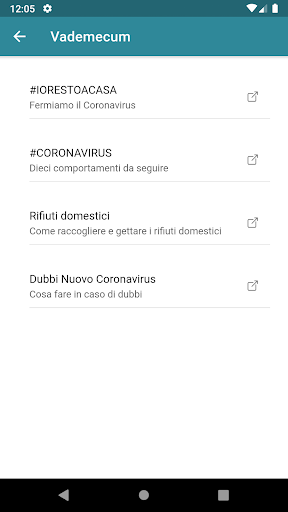 12:05
Vademecum
#IORESTOACASA
Fermiamo il Coronavirus
#CORONAVIRUS
Dieci comportamenti da seguire
Rifiuti domestici
Come raccogliere e gettare i rifiuti domestici
Dubbi Nuovo Coronavirus
Cosa fare in caso di dubbi